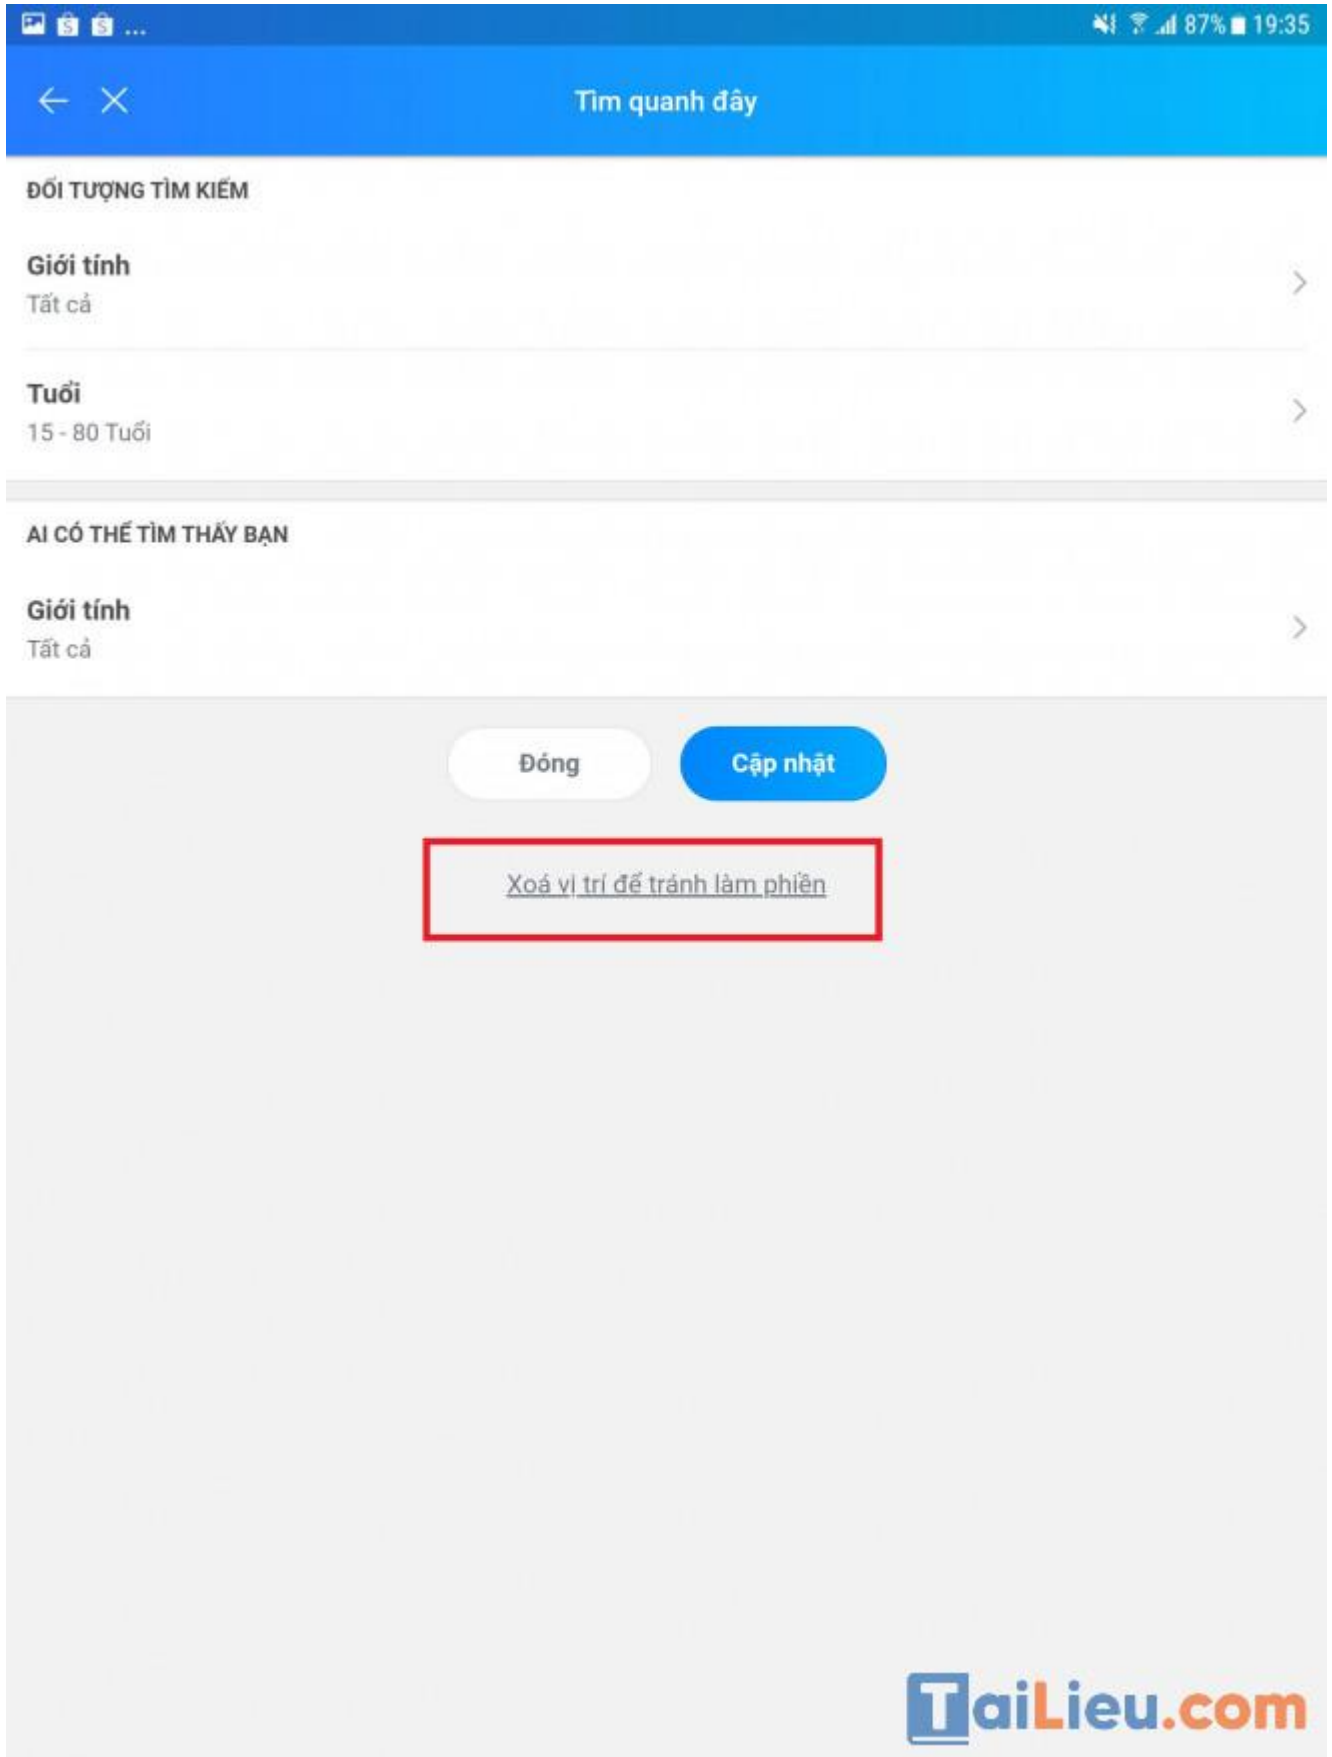 ... 87% 19:35
Tìm quanh đây
ĐỐI TƯỢNG TÌM KIẾM
Giới tính
Tất cả
Tuổi
15 - 80 Tuổi
AI CÓ THỂ TÌM THẤY BẠN
Giới tính
Tất cả
Đóng Cập nhật
Xoá vị trí để tránh làm phiền
TaiLieu.com